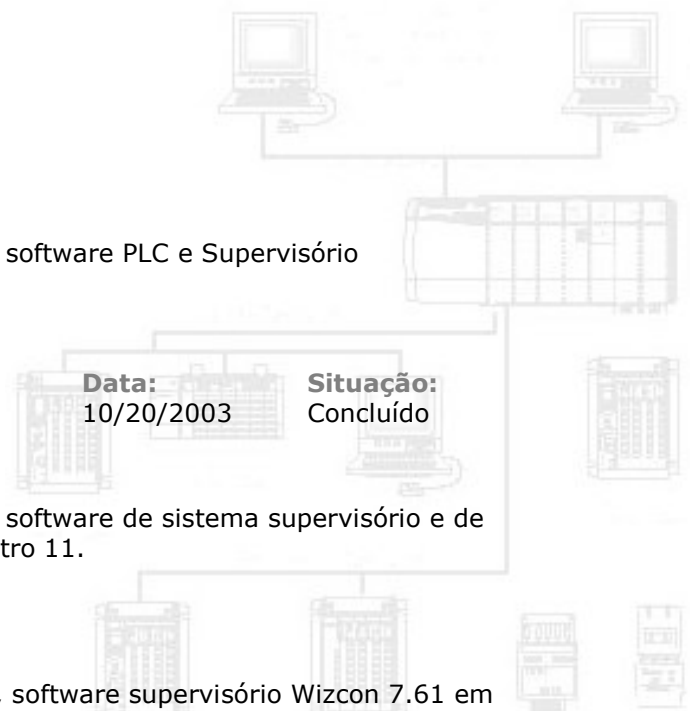 software PLC e Supervisório
Data: Situação:
10/20/2003 Concluído
software de sistema supervisório e de
tro 11.
software supervisório Wizcon 7.61 em